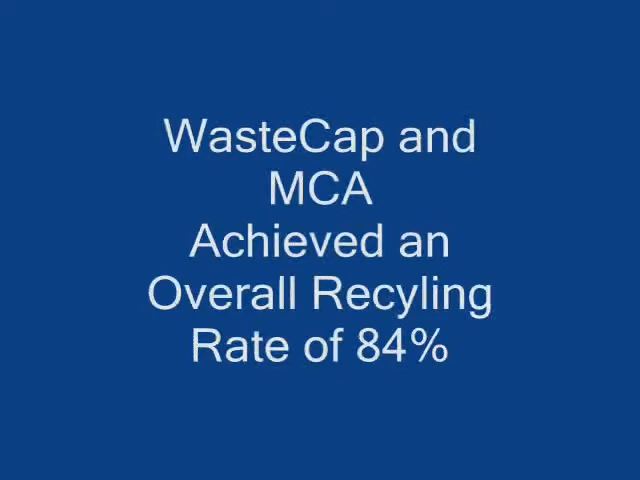 WasteCap and
MCA
Achieved an
Overall Recyling
Rate of 84%